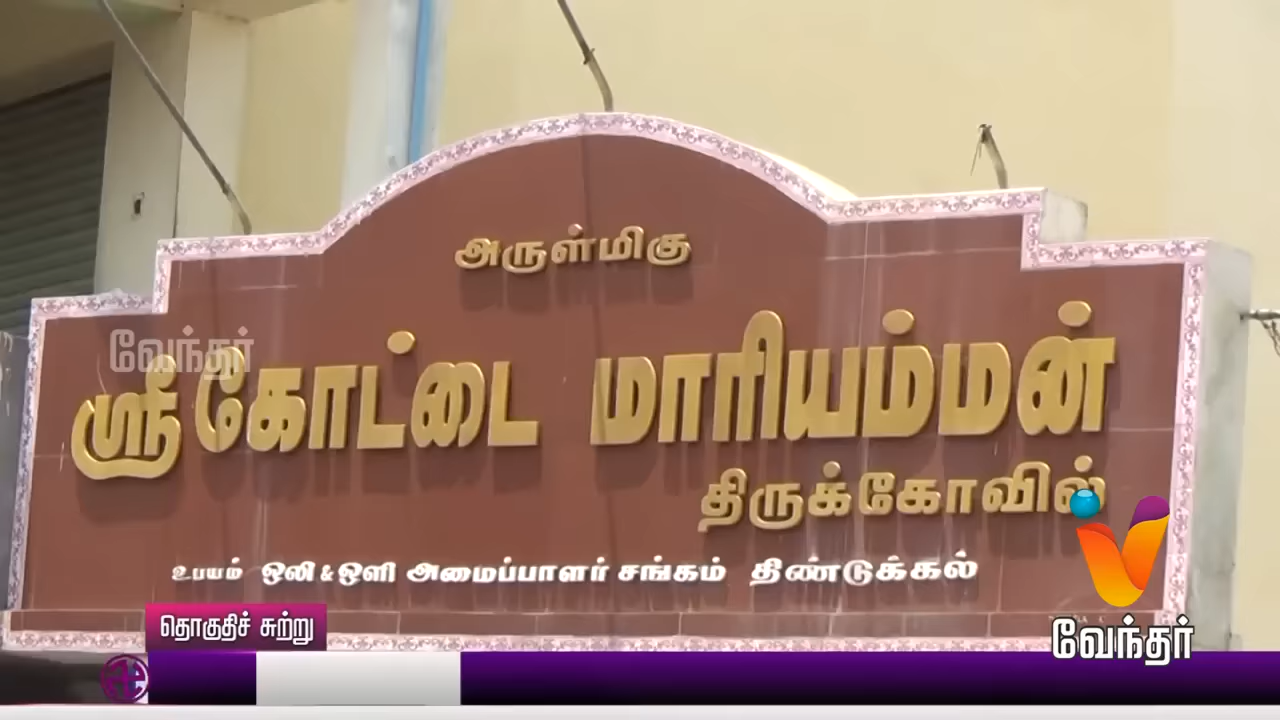 அருள்மிகு
வேந்தர்
ஸ்ரீ கோட்டை மாரியம்மன்
திருக்கோவில்
உபயம் ஒலி & ஒளி அமைப்பாளர் சங்கம் திண்டுக்கல்
தொகுதிச் சுற்று
வேந்தர்